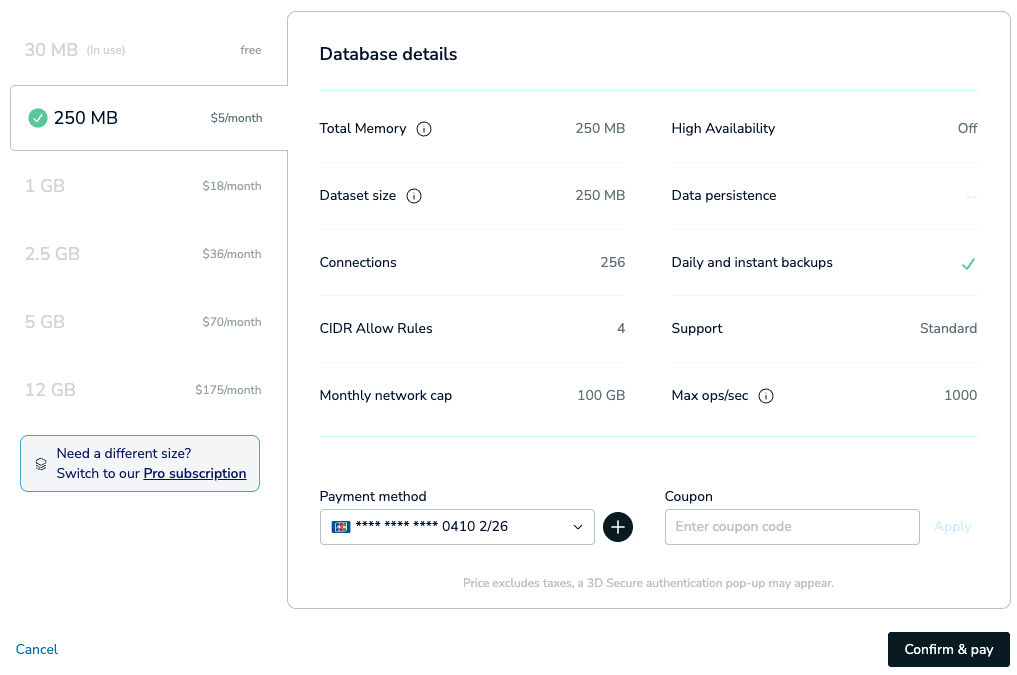 30 MB (In use) free
250 MB $5/month
1 GB $18/month
2.5 GB $36/month
5 GB $70/month
12 GB $175/month
Need a different size?
Switch to our Pro subscription
Database details
Total Memory 250 MB
High Availability Off
Dataset size 250 MB
Data persistence --
Connections 256
Daily and instant backups
CIDR Allow Rules 4
Support Standard
Monthly network cap 100 GB
Max ops/sec 1000
Payment method
**** **** **** 0410 2/26
Coupon
Enter coupon code Apply
Price excludes taxes, a 3D Secure authentication pop-up may appear.
Cancel
Confirm & pay